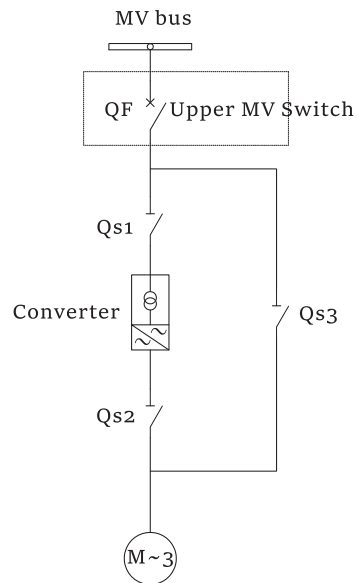 MV bus
QF
Upper MV Switch
Qs1
Converter
Qs3
Qs2
M~3